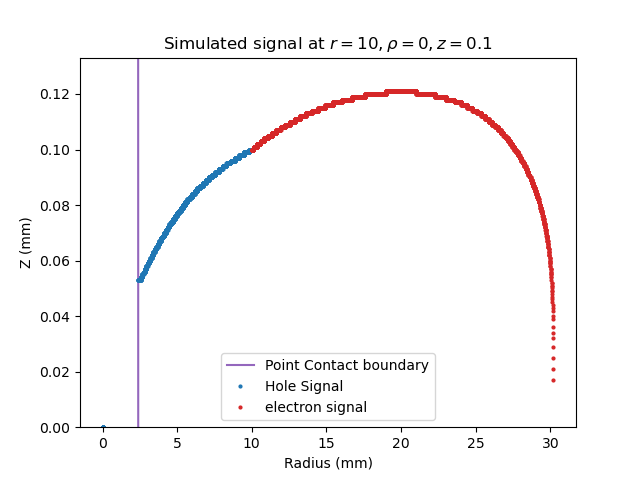 Simulated signal at r = 10, ρ = 0, z = 0.1
0.12
0.10
0.08
0.06
0.04
0.02
0.00
Z (mm)
Point Contact boundary
Hole Signal
electron signal
0 5 10 15 20 25 30
Radius (mm)